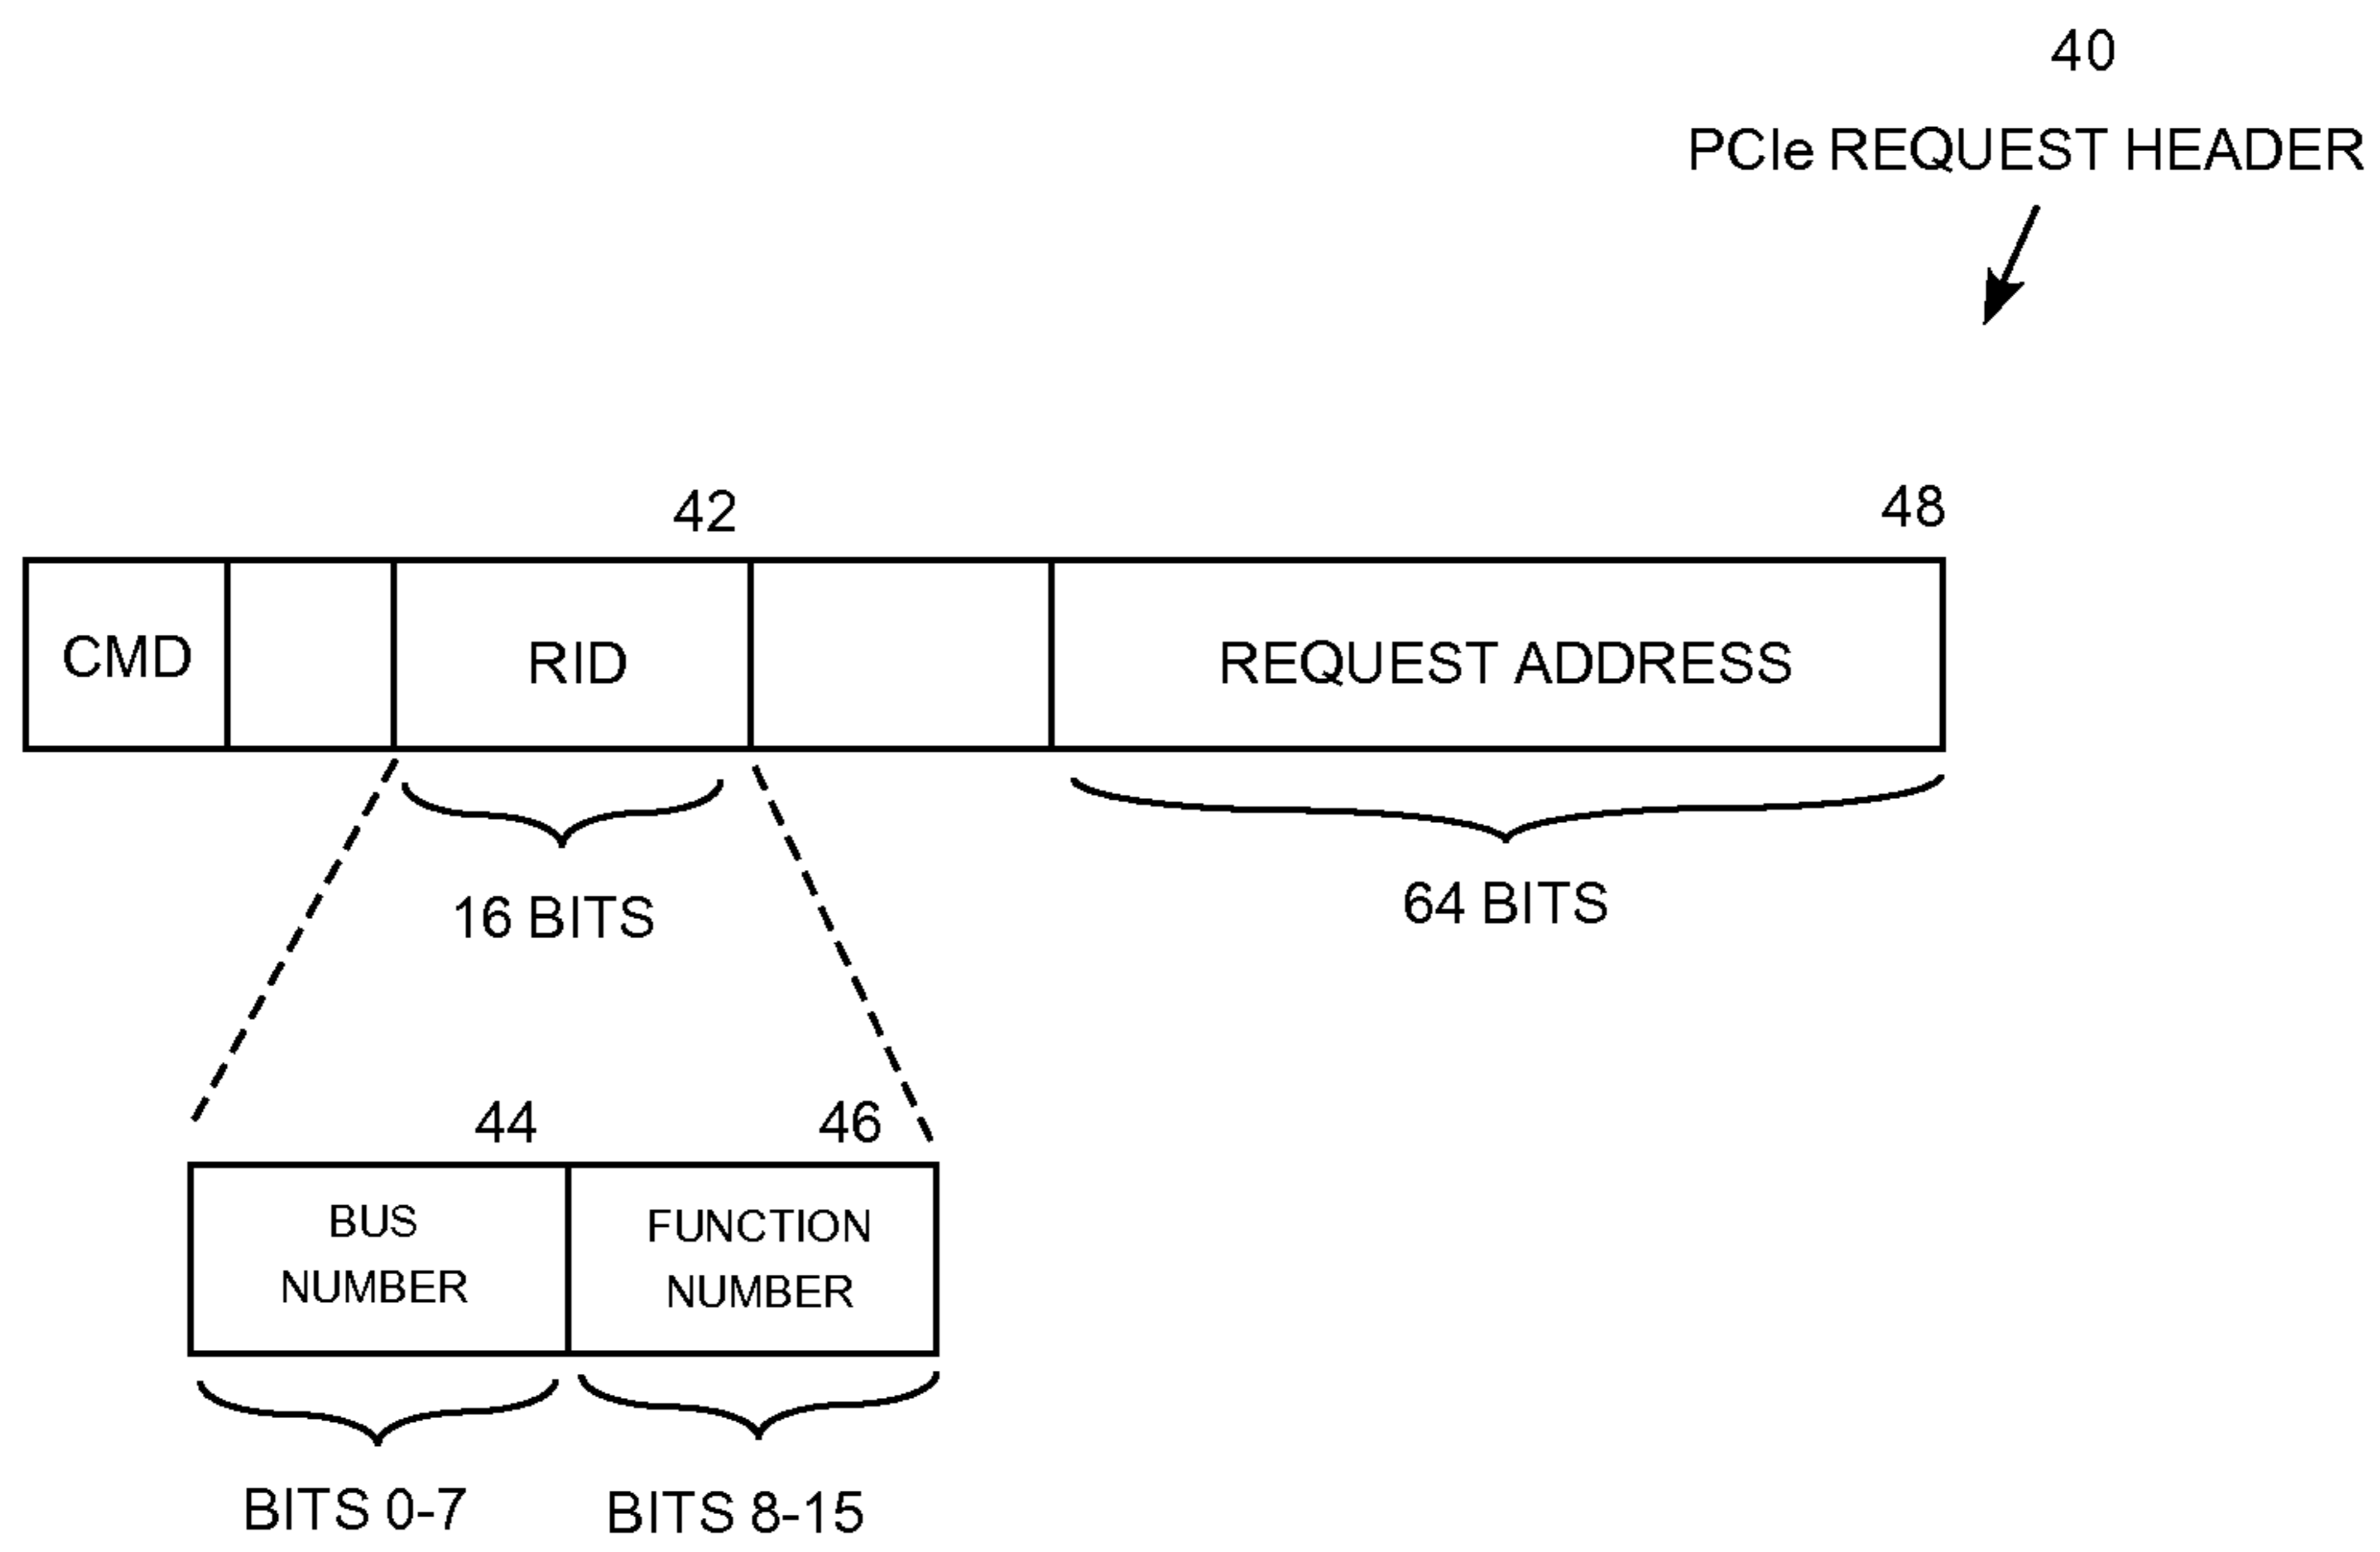 40
PCIe REQUEST HEADER
42
48
CMD
RID
REQUEST ADDRESS
16 BITS
64 BITS
44
46
BUS
NUMBER
FUNCTION
NUMBER
BITS 0-7
BITS 8-15